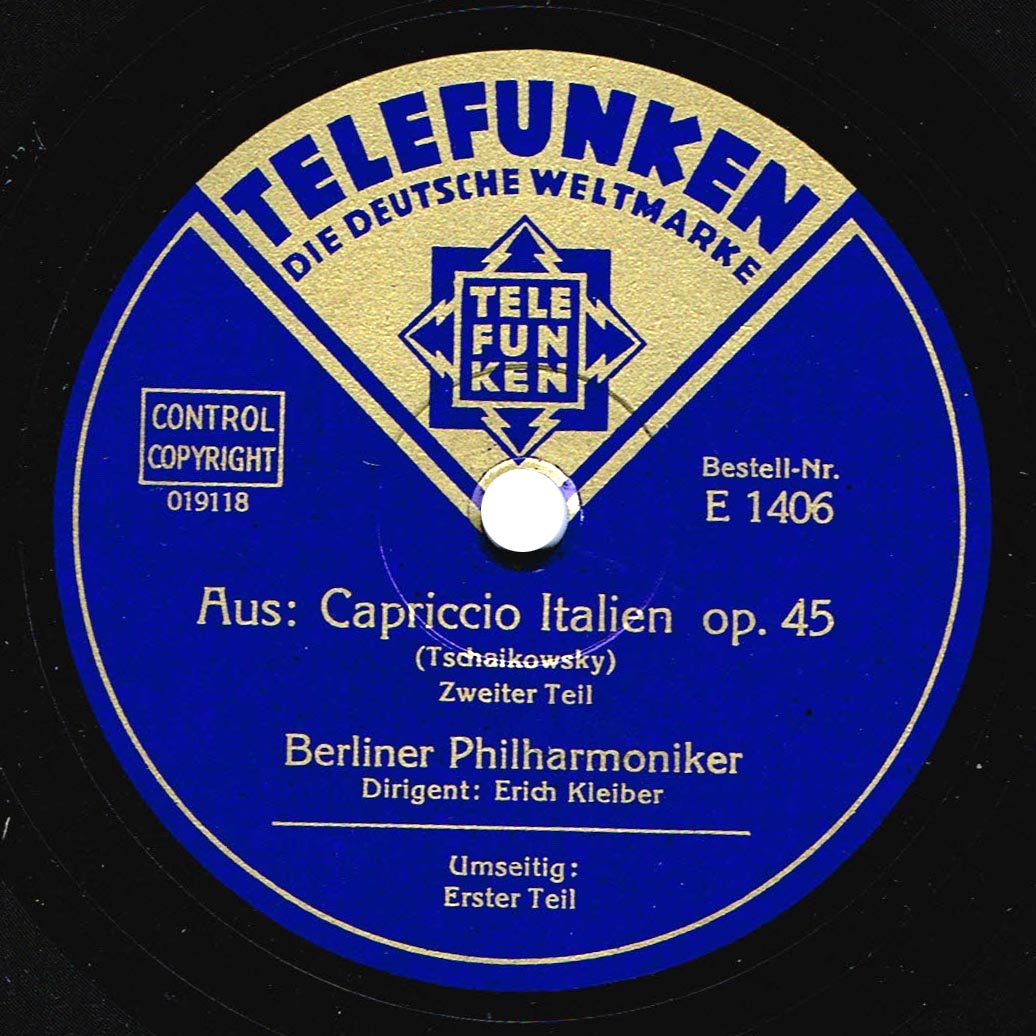 TELEFUNKEN
DIE DEUTSCHE WELTMARKE
TELE
FUN
KEN
CONTROL
COPYRIGHT
019118
Bestell-Nr.
E 1406
Aus: Capriccio Italien op. 45
(Tschaikowsky)
Zweiter Teil
Berliner Philharmoniker
Dirigent: Erich Kleiber
Umseitig:
Erster Teil